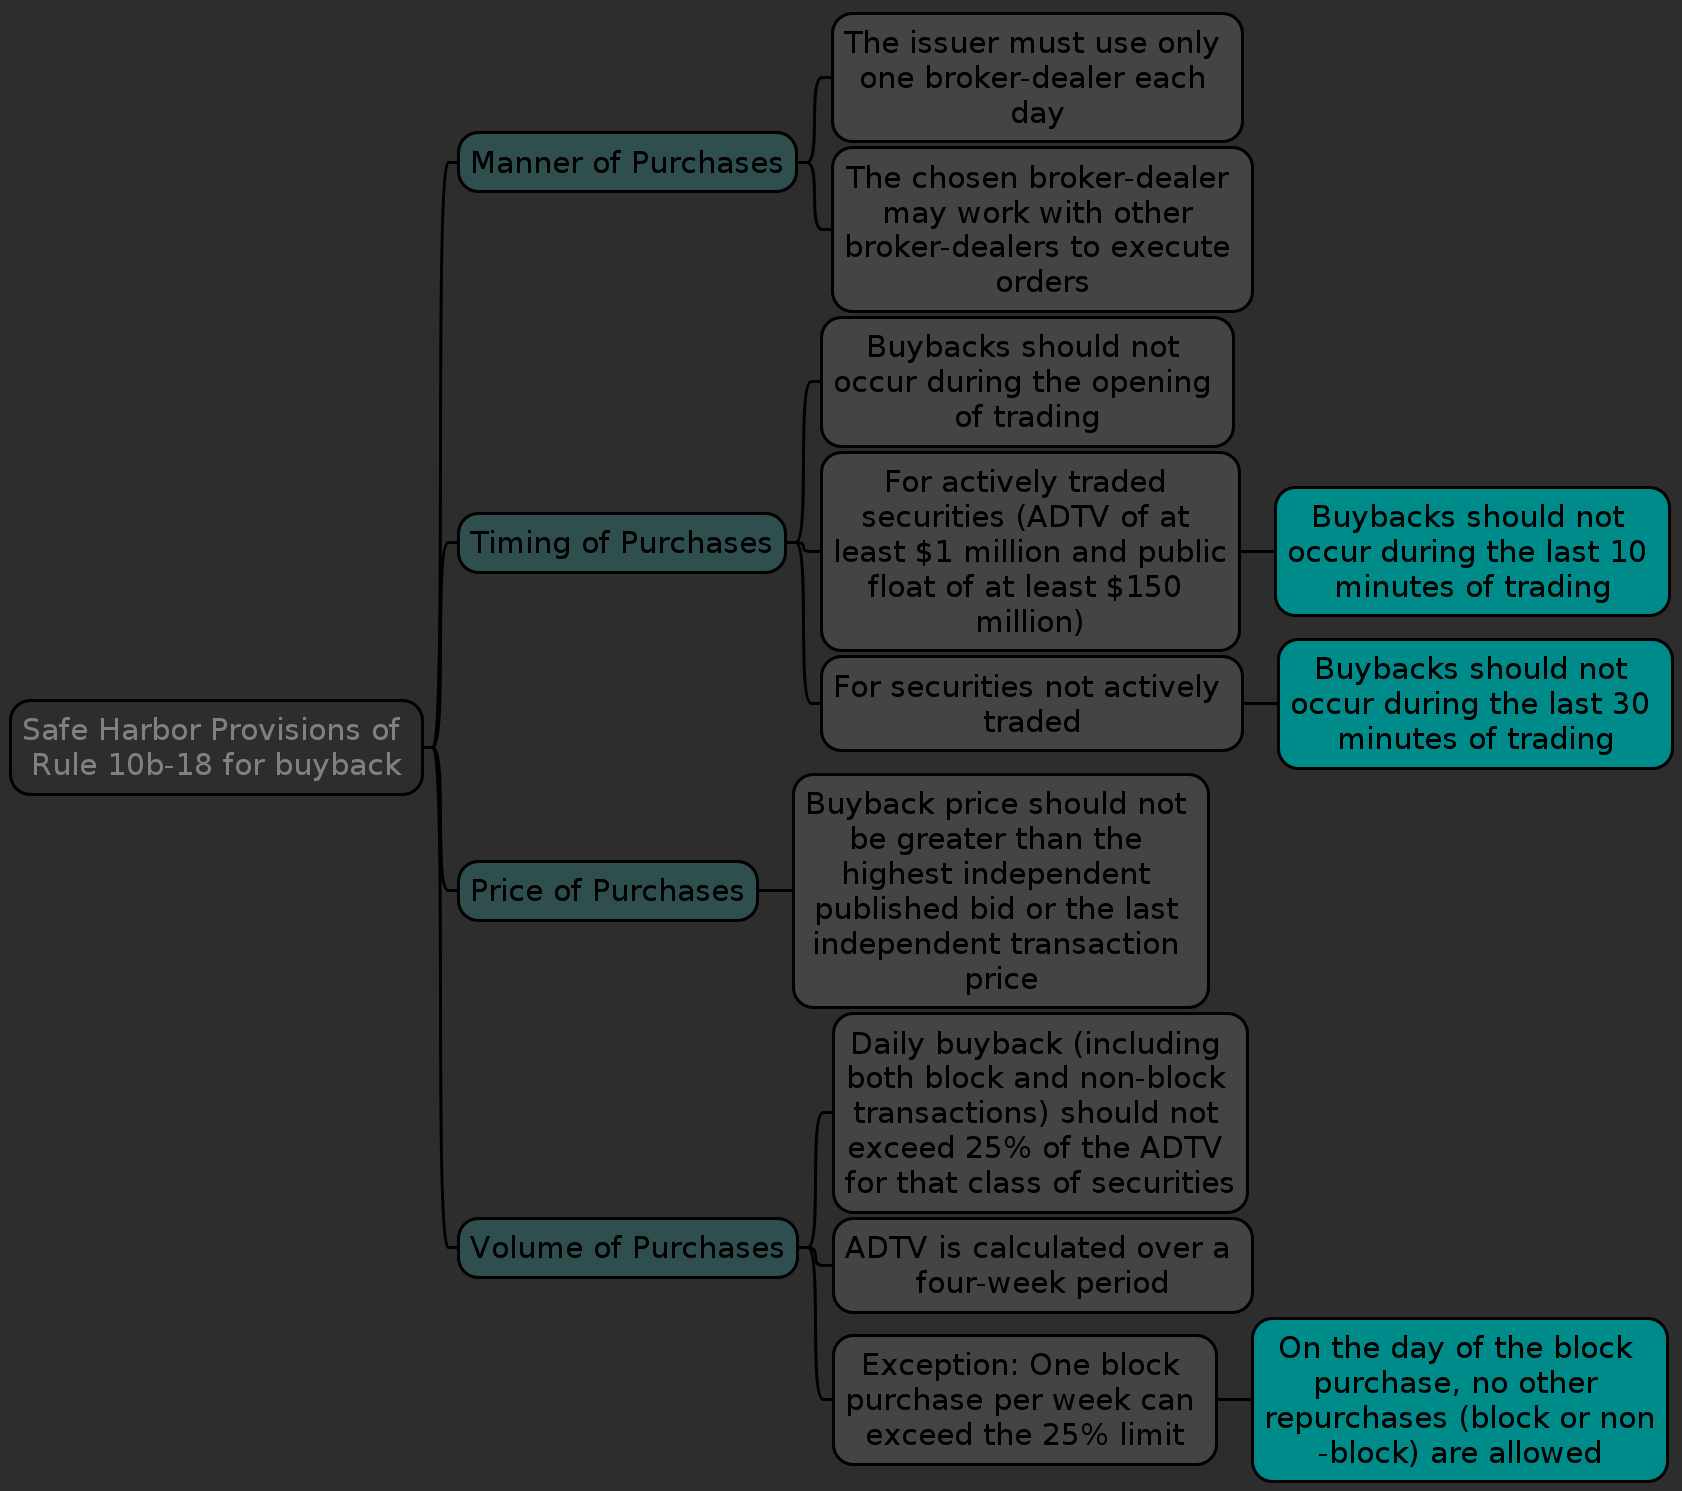 Safe Harbor Provisions of
Rule 10b-18 for buyback
Manner of Purchases
The issuer must use only
one broker-dealer each
day
The chosen broker-dealer
may work with other
broker-dealers to execute
orders
Timing of Purchases
Buybacks should not
occur during the opening
of trading
For actively traded
securities (ADTV of at
least $1 million and public
float of at least $150
million)
Buybacks should not
occur during the last 10
minutes of trading
For securities not actively
traded
Buybacks should not
occur during the last 30
minutes of trading
Price of Purchases
Buyback price should not
be greater than the
highest independent
published bid or the last
independent transaction
price
Volume of Purchases
Daily buyback (including
both block and non-block
transactions) should not
exceed 25% of the ADTV
for that class of securities
ADTV is calculated over a
four-week period
Exception: One block
purchase per week can
exceed the 25% limit
On the day of the block
purchase, no other
repurchases (block or non
-block) are allowed